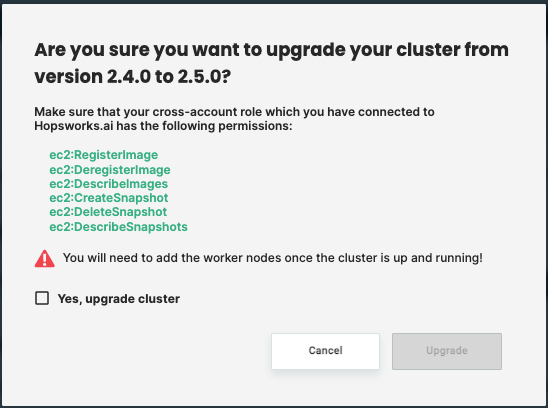 Are you sure you want to upgrade your cluster from
version 2.4.0 to 2.5.0?
Make sure that your cross-account role which you have connected to
Hopsworks.ai has the following permissions:
ec2:RegisterImage
ec2:DeregisterImage
ec2:DescribeImages
ec2:CreateSnapshot
ec2:DeleteSnapshot
ec2:DescribeSnapshots
You will need to add the worker nodes once the cluster is up and running!
Yes, upgrade cluster
Cancel
Upgrade